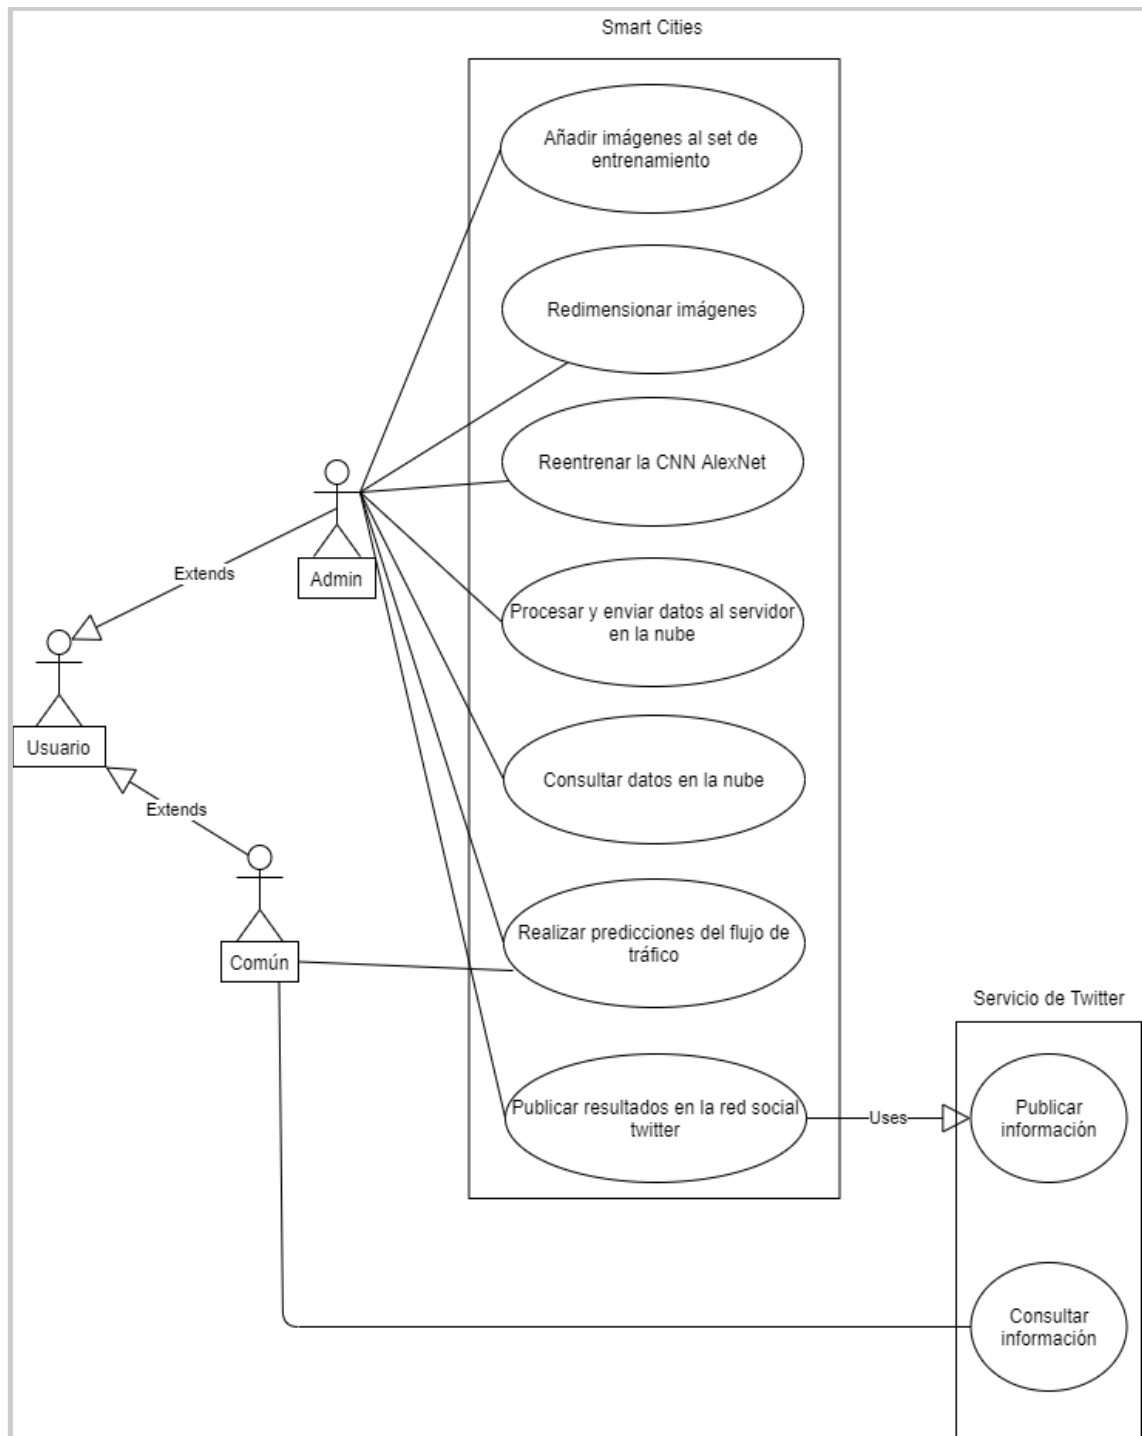 Smart Cities
Añadir imágenes al set de
entrenamiento
Redimensionar imágenes
Reentrenar la CNN AlexNet
Extends
Admin
Procesar y enviar datos al servidor
en la nube
Usuario
Consultar datos en la nube
Extends
Realizar predicciones del flujo de
tráfico
Común
Servicio de Twitter
Publicar resultados en la red social
twitter
Uses
Publicar
información
Consultar
información